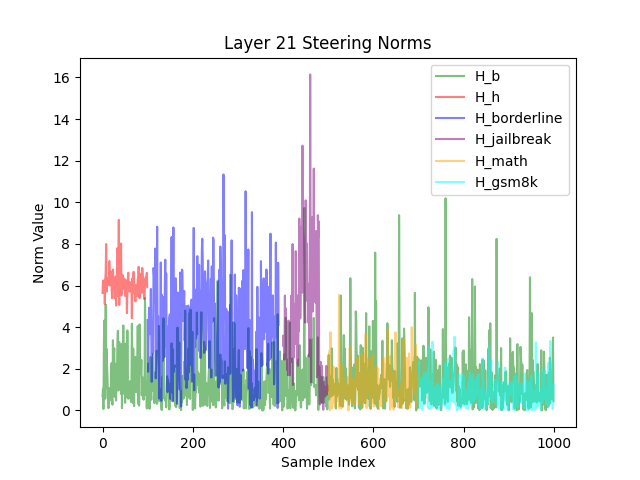 Layer 21 Steering Norms
Norm Value
16
14
12
10
8
6
4
2
0
H_b
H_h
H_borderline
H_jailbreak
H_math
H_gsm8k
0
200
400
600
800
1000
Sample Index